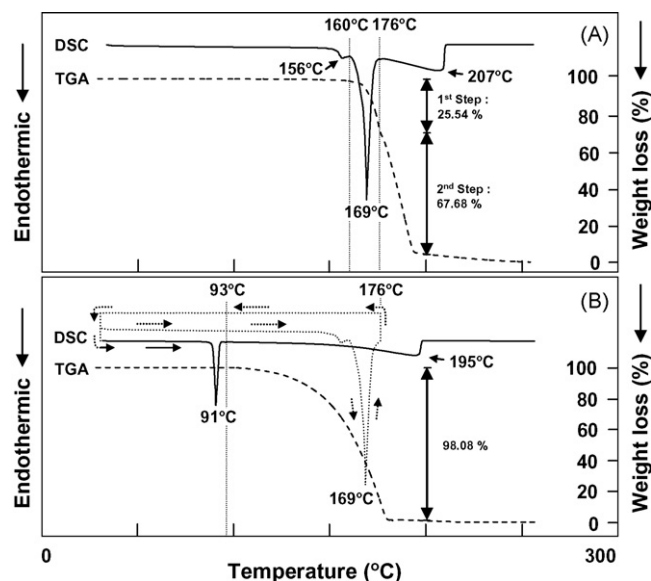 160°C 176°C
(A)
DSC
156°C
TGA
207°C
100
80
60
40
20
0
1st Step :
25.54 %
2nd Step :
67.68 %
169°C
Endothermic
Weight loss (%)
93°C
176°C
(B)
DSC
195°C
TGA
91°C
100
80
60
40
20
0
98.08 %
169°C
Endothermic
Weight loss (%)
0
300
Temperature (°C)